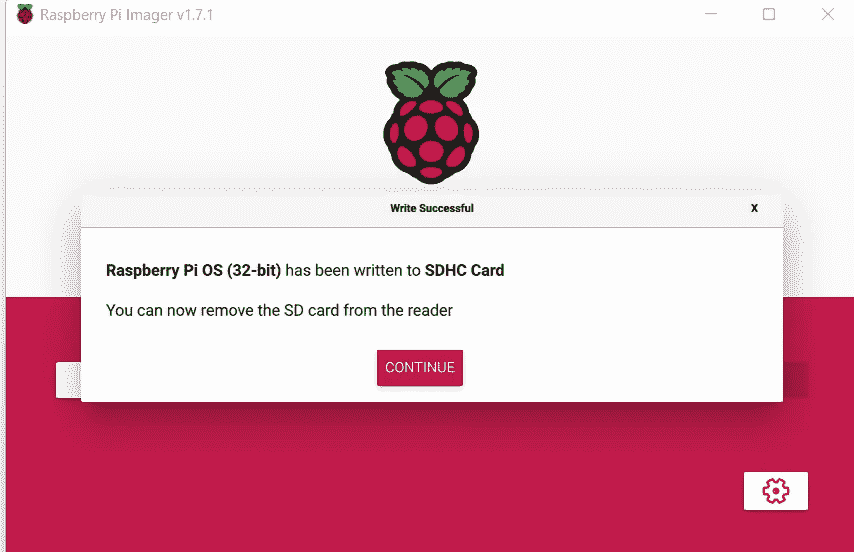 Raspberry Pi Imager v1.7.1
Write Successful
X
Raspberry Pi OS (32-bit) has been written to SDHC Card
You can now remove the SD card from the reader
CONTINUE